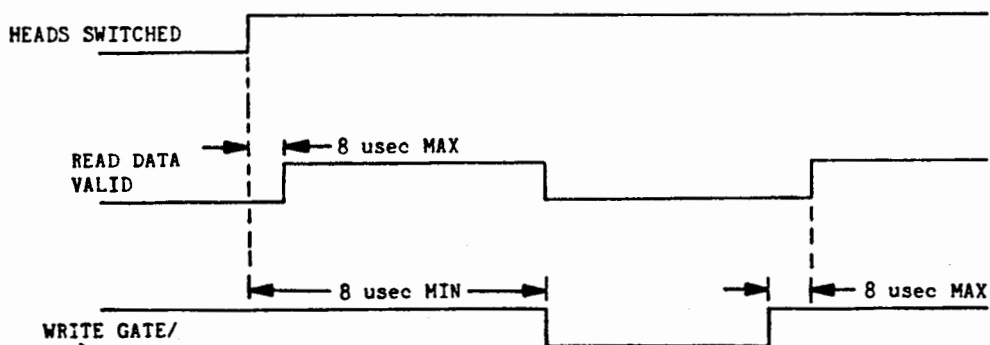 HEADS SWITCHED
8 usec MAX
READ DATA
VALID
8 usec MIN
8 usec MAX
WRITE GATE/